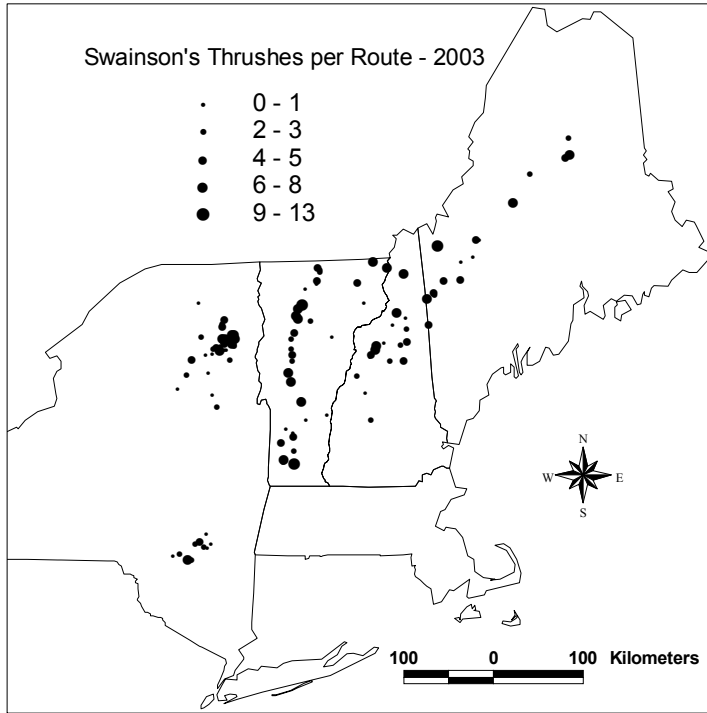 Swainson's Thrushes per Route - 2003
0 - 1
2 - 3
4 - 5
6 - 8
9 - 13
N
W E
S
100 0 100 Kilometers